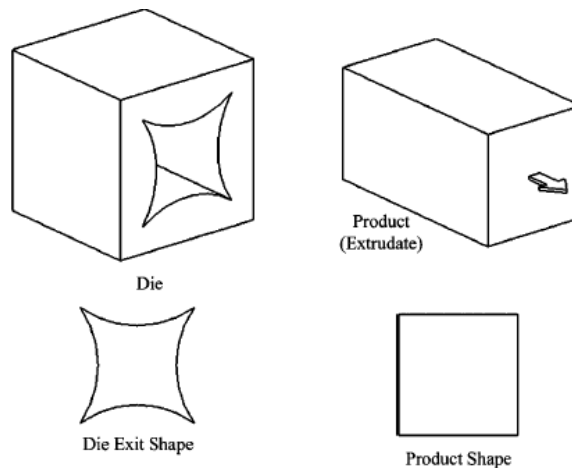 Product
(Extrudate)
Die
Die Exit Shape
Product Shape